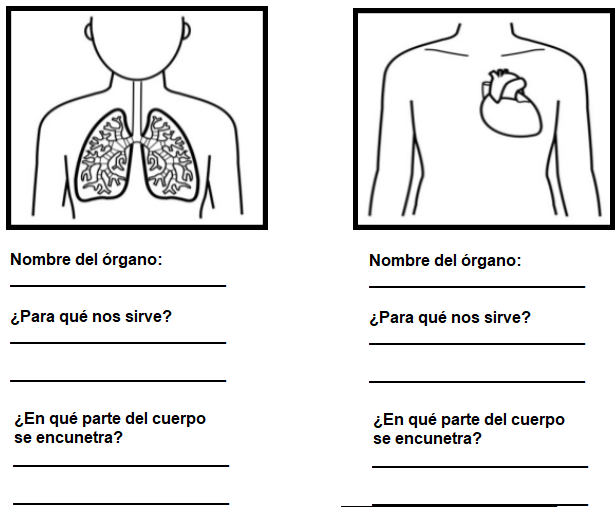 Nombre del órgano:
¿Para qué nos sirve?
¿En qué parte del cuerpo
se encunetra?
Nombre del órgano:
¿Para qué nos sirve?
¿En qué parte del cuerpo
se encunetra?